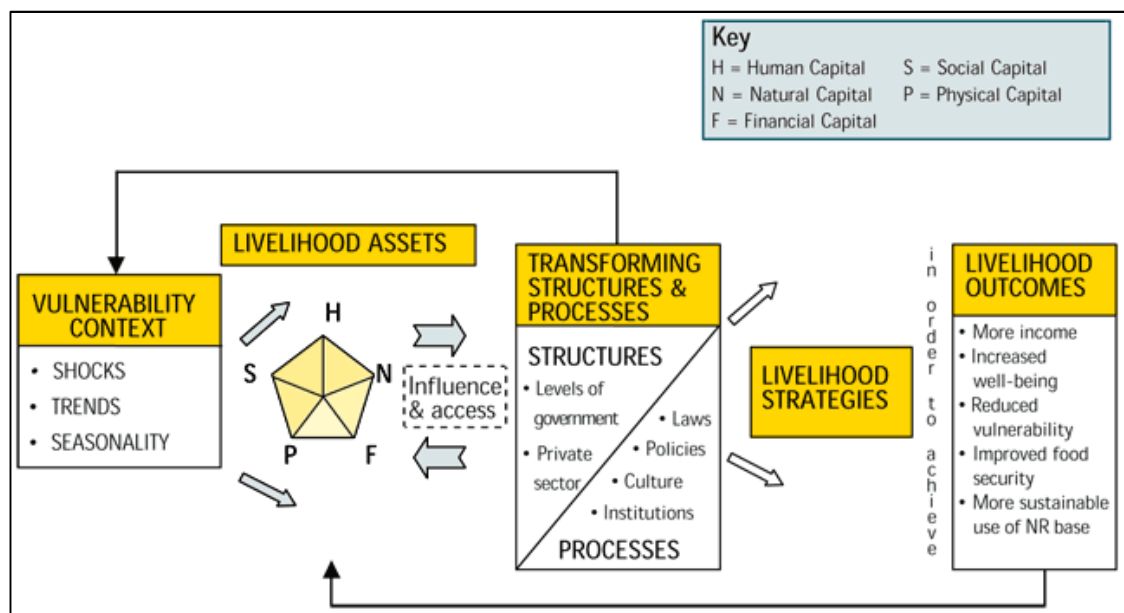 Key
H = Human Capital S = Social Capital
N = Natural Capital P = Physical Capital
F = Financial Capital
LIVELIHOOD ASSETS
VULNERABILITY
CONTEXT
• SHOCKS
• TRENDS
• SEASONALITY
H
S
N
P
F
Influence
& access
TRANSFORMING
STRUCTURES &
PROCESSES
STRUCTURES
• Levels of
government
• Private
sector
• Laws
• Policies
• Culture
• Institutions
PROCESSES
LIVELIHOOD
STRATEGIES
in order to achieve
LIVELIHOOD
OUTCOMES
• More income
• Increased
well-being
• Reduced
vulnerability
• Improved food
security
• More sustainable
use of NR base